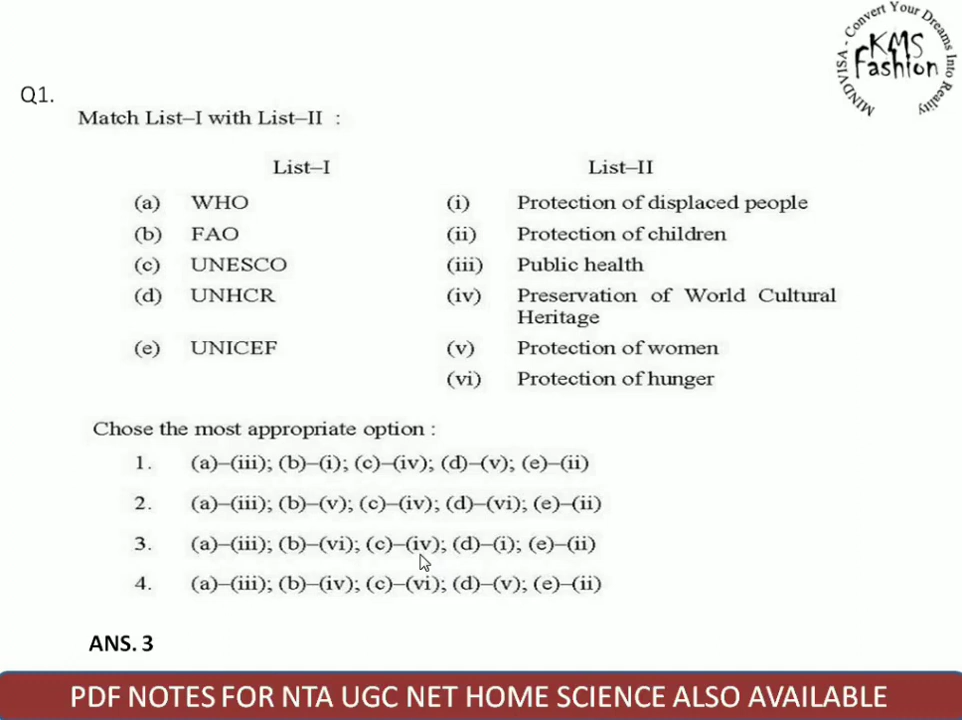 MINDVISA - Convert Your Dreams Into Reality
KMS
Fashion
Q1.
Match List–I with List–II :
List–I List–II
(a) WHO (i) Protection of displaced people
(b) FAO (ii) Protection of children
(c) UNESCO (iii) Public health
(d) UNHCR (iv) Preservation of World Cultural
Heritage
(e) UNICEF (v) Protection of women
(vi) Protection of hunger
Chose the most appropriate option :
1. (a)–(iii); (b)–(i); (c)–(iv); (d)–(v); (e)–(ii)
2. (a)–(iii); (b)–(v); (c)–(iv); (d)–(vi); (e)–(ii)
3. (a)–(iii); (b)–(vi); (c)–(iv); (d)–(i); (e)–(ii)
4. (a)–(iii); (b)–(iv); (c)–(vi); (d)–(v); (e)–(ii)
ANS. 3
PDF NOTES FOR NTA UGC NET HOME SCIENCE ALSO AVAILABLE